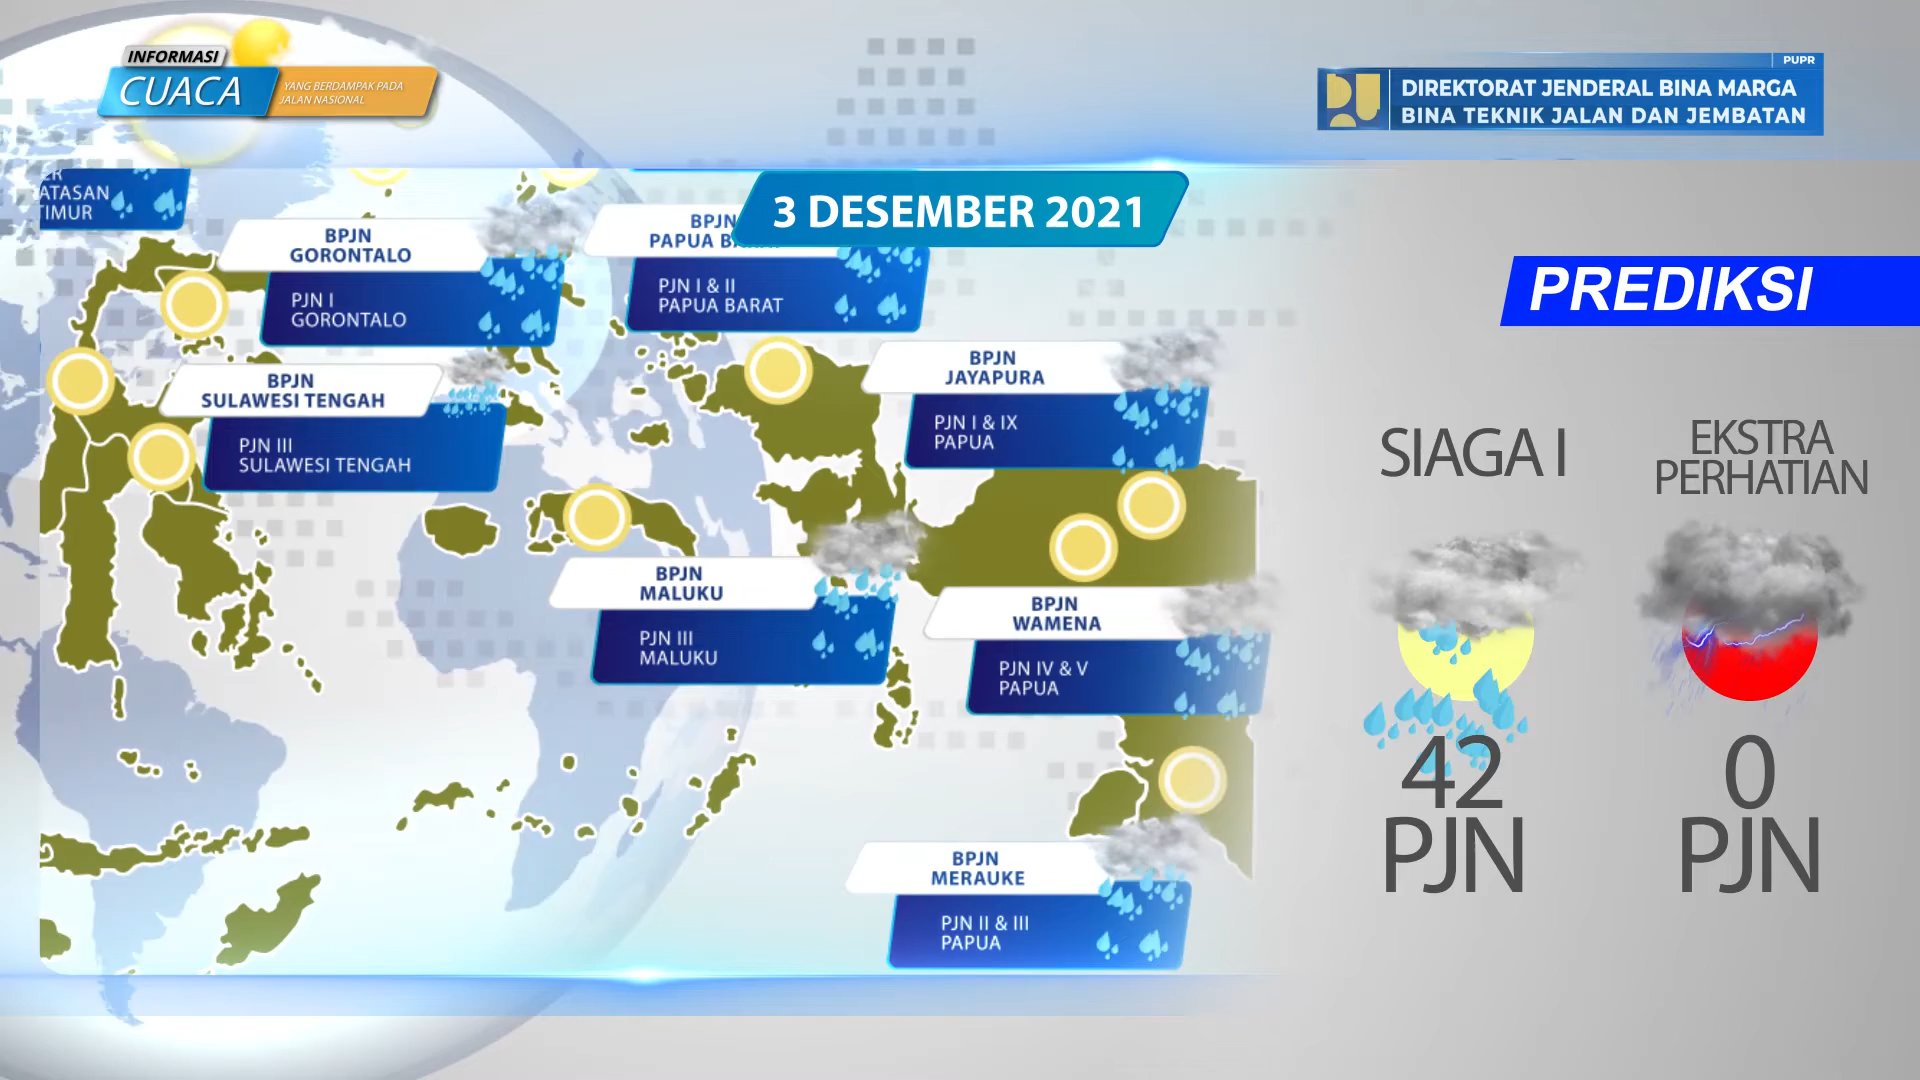 INFORMASI
CUACA
YANG BERDAMPAK PADA
JALAN NASIONAL
PUPR
DIREKTORAT JENDERAL BINA MARGA
BINA TEKNIK JALAN DAN JEMBATAN
3 DESEMBER 2021
ATASAN
TIMUR
BPJN
GORONTALO
PJN I
GORONTALO
BPJN
PAPUA
PJN I & II
PAPUA BARAT
BPJN
SULAWESI TENGAH
PJN III
SULAWESI TENGAH
BPJN
JAYAPURA
PJN I & IX
PAPUA
BPJN
MALUKU
PJN III
MALUKU
BPJN
WAMENA
PJN IV & V
PAPUA
BPJN
MERAUKE
PJN II & III
PAPUA
PREDIKSI
SIAGA I
42
PJN
EKSTRA
PERHATIAN
0
PJN